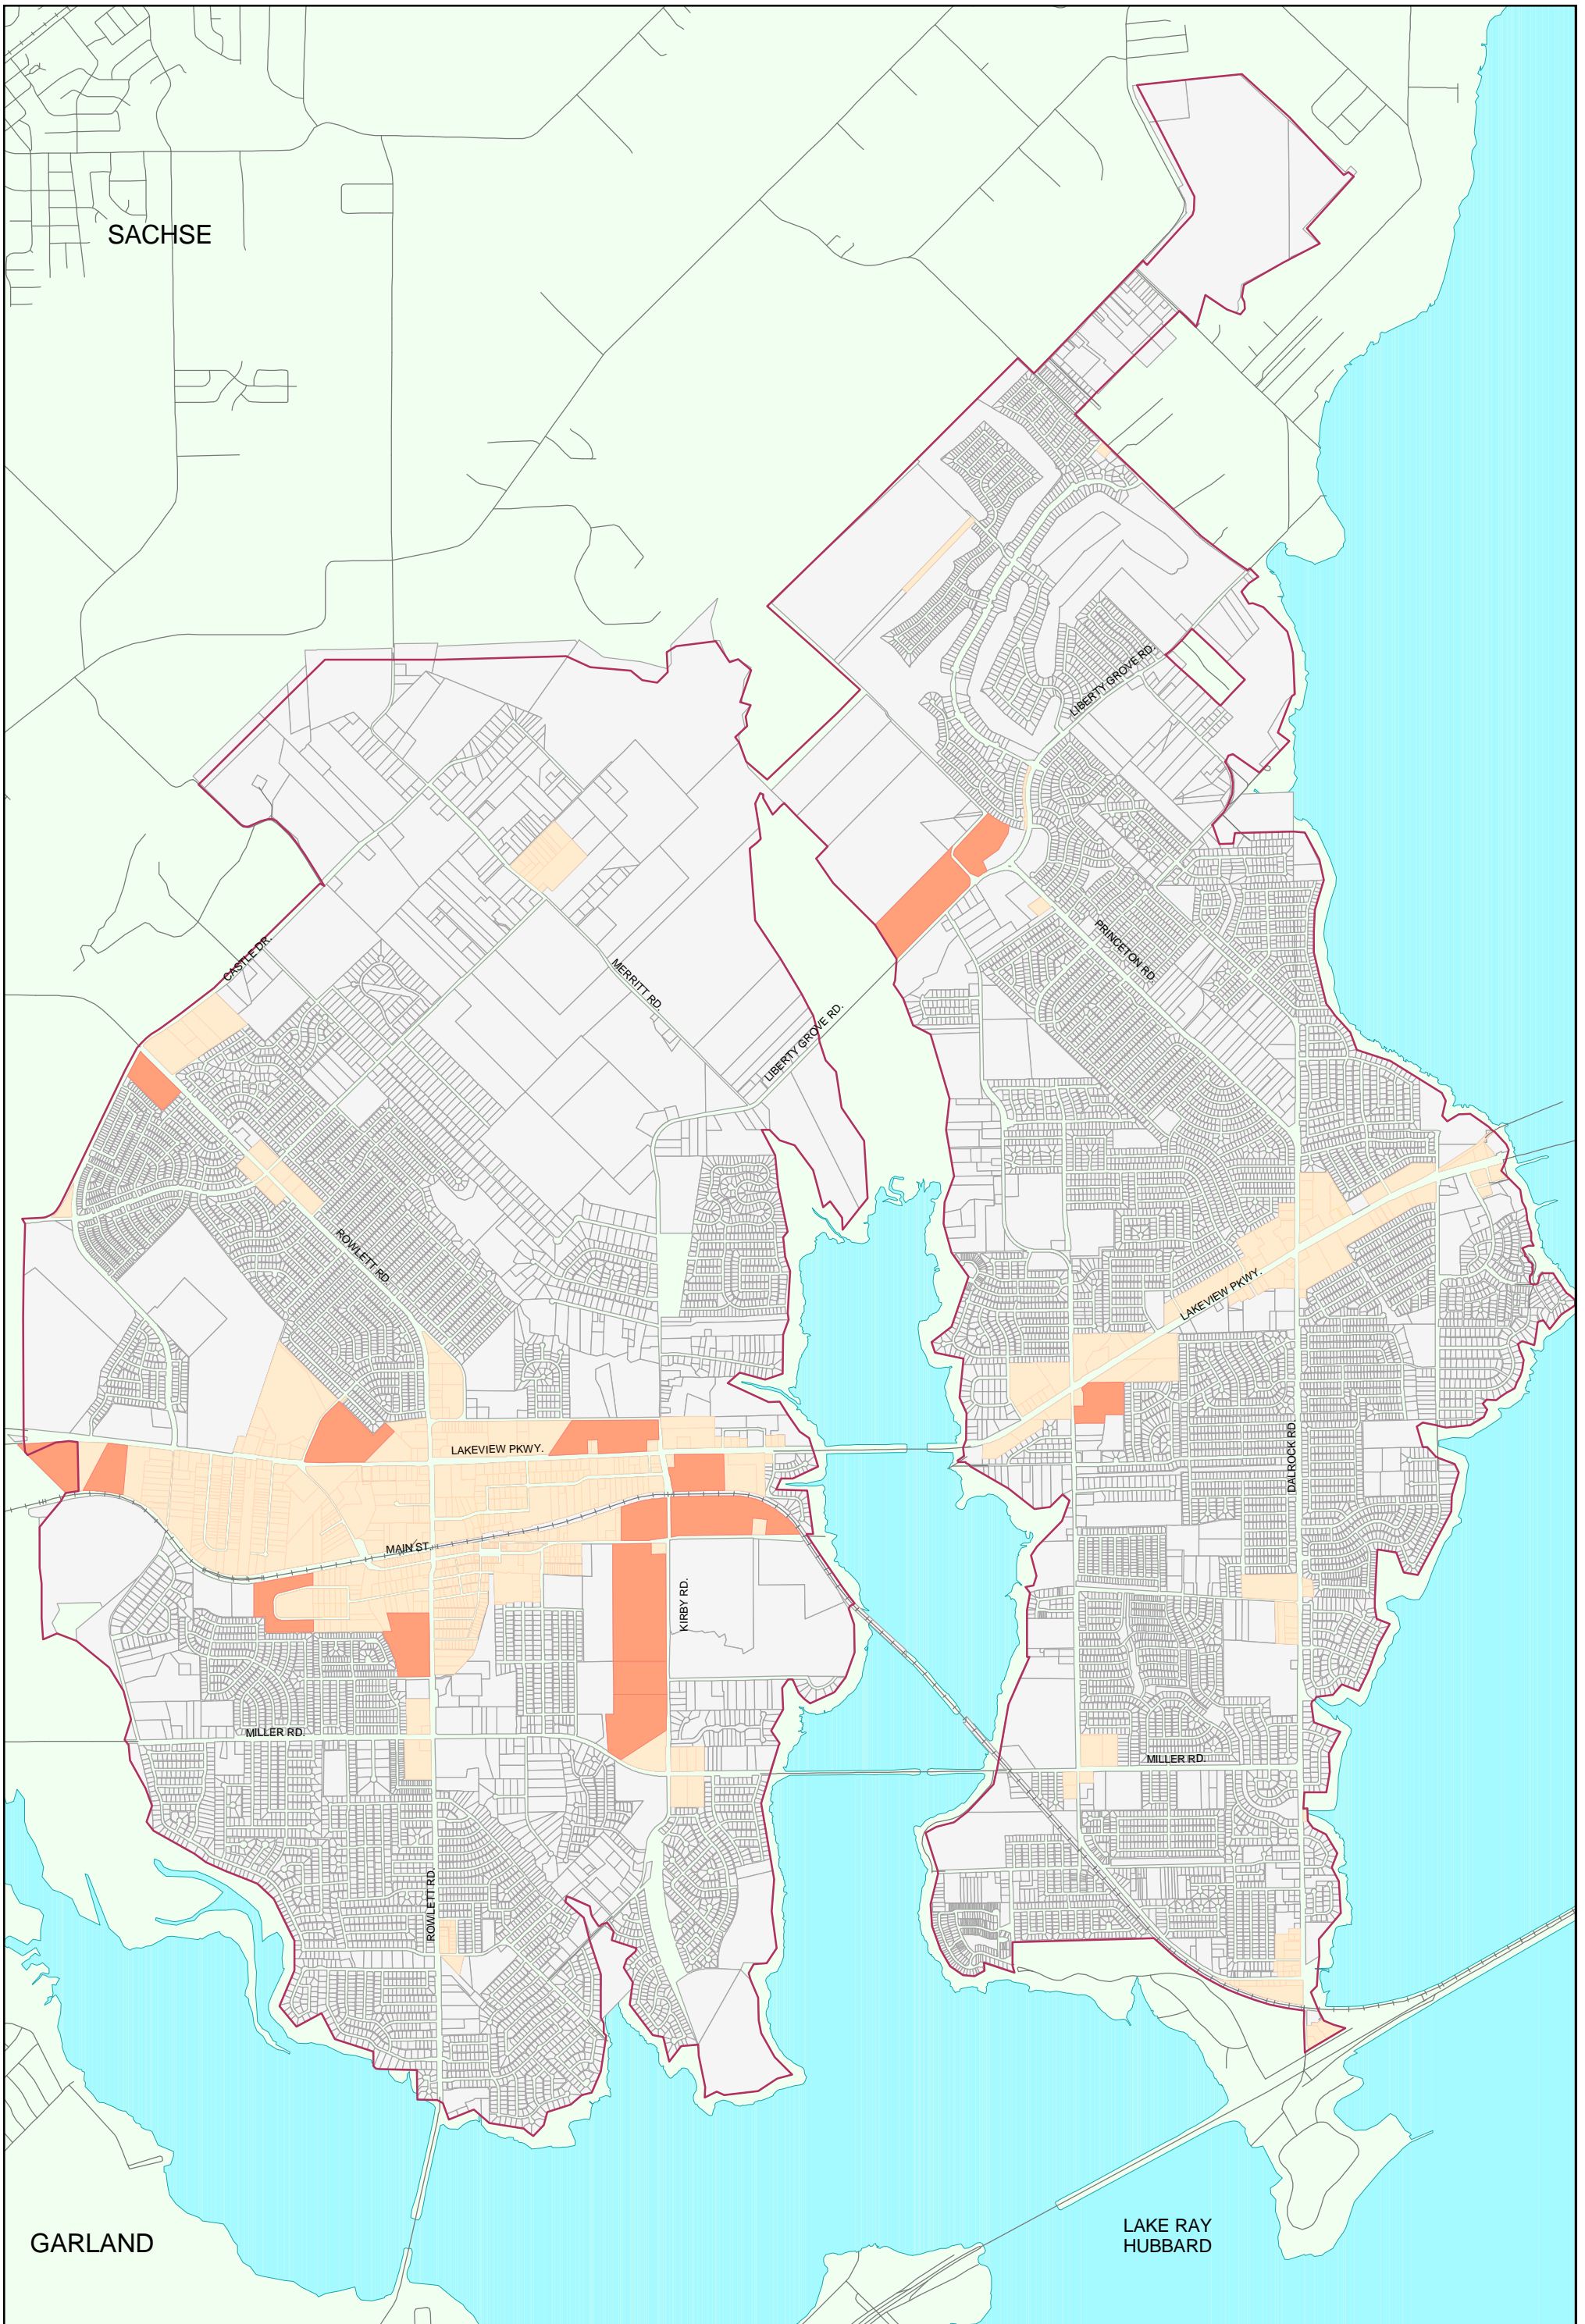 SACHSE
LIBERTY GROVE RD.
CASTLE DR.
MERRITT RD.
PRINCETON RD.
LIBERTY GROVE RD.
ROWLETT RD.
LAKEVIEW PKWY.
LAKEVIEW PKWY.
DALROCK RD
MAIN ST.
KIRBY RD.
MILLER RD.
MILLER RD.
ROWLETT RD.
GARLAND
LAKE RAY
HUBBARD